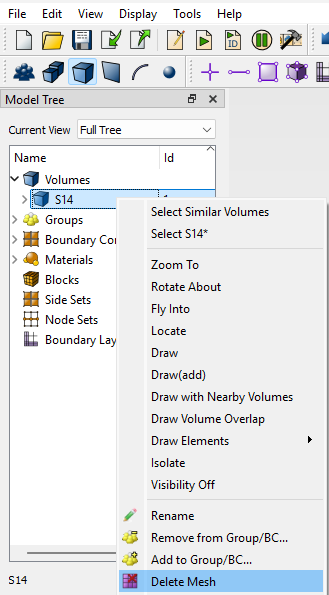 File Edit View Display Tools Help
ID
Model Tree
Current View Full Tree
Name Id
Volumes
S14
Groups
Boundary Co
Materials
Blocks
Side Sets
Node Sets
Boundary Lay
Select Similar Volumes
Select S14*
Zoom To
Rotate About
Fly Into
Locate
Draw
Draw(add)
Draw with Nearby Volumes
Draw Volume Overlap
Draw Elements
Isolate
Visibility Off
Rename
Remove from Group/BC...
Add to Group/BC...
Delete Mesh
S14